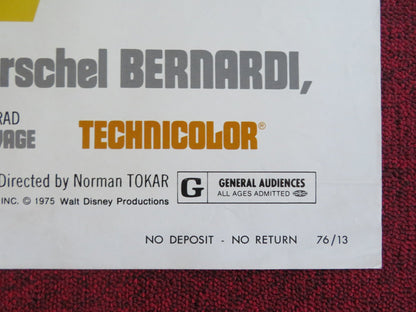 rschel BERNARDI,
RAD
VAGE TECHNICOLOR®
Directed by Norman TOKAR G GENERAL AUDIENCES
ALL AGES ADMITTED
INC. © 1975 Walt Disney Productions
NO DEPOSIT - NO RETURN 76/13